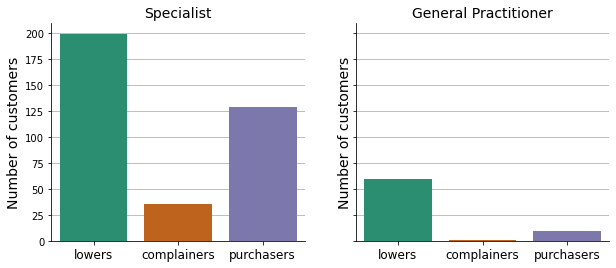 Specialist
General Practitioner
Number of customers
200
175
150
125
100
75
50
25
0
lowers
complainers
purchasers
Number of customers
lowers
complainers
purchasers